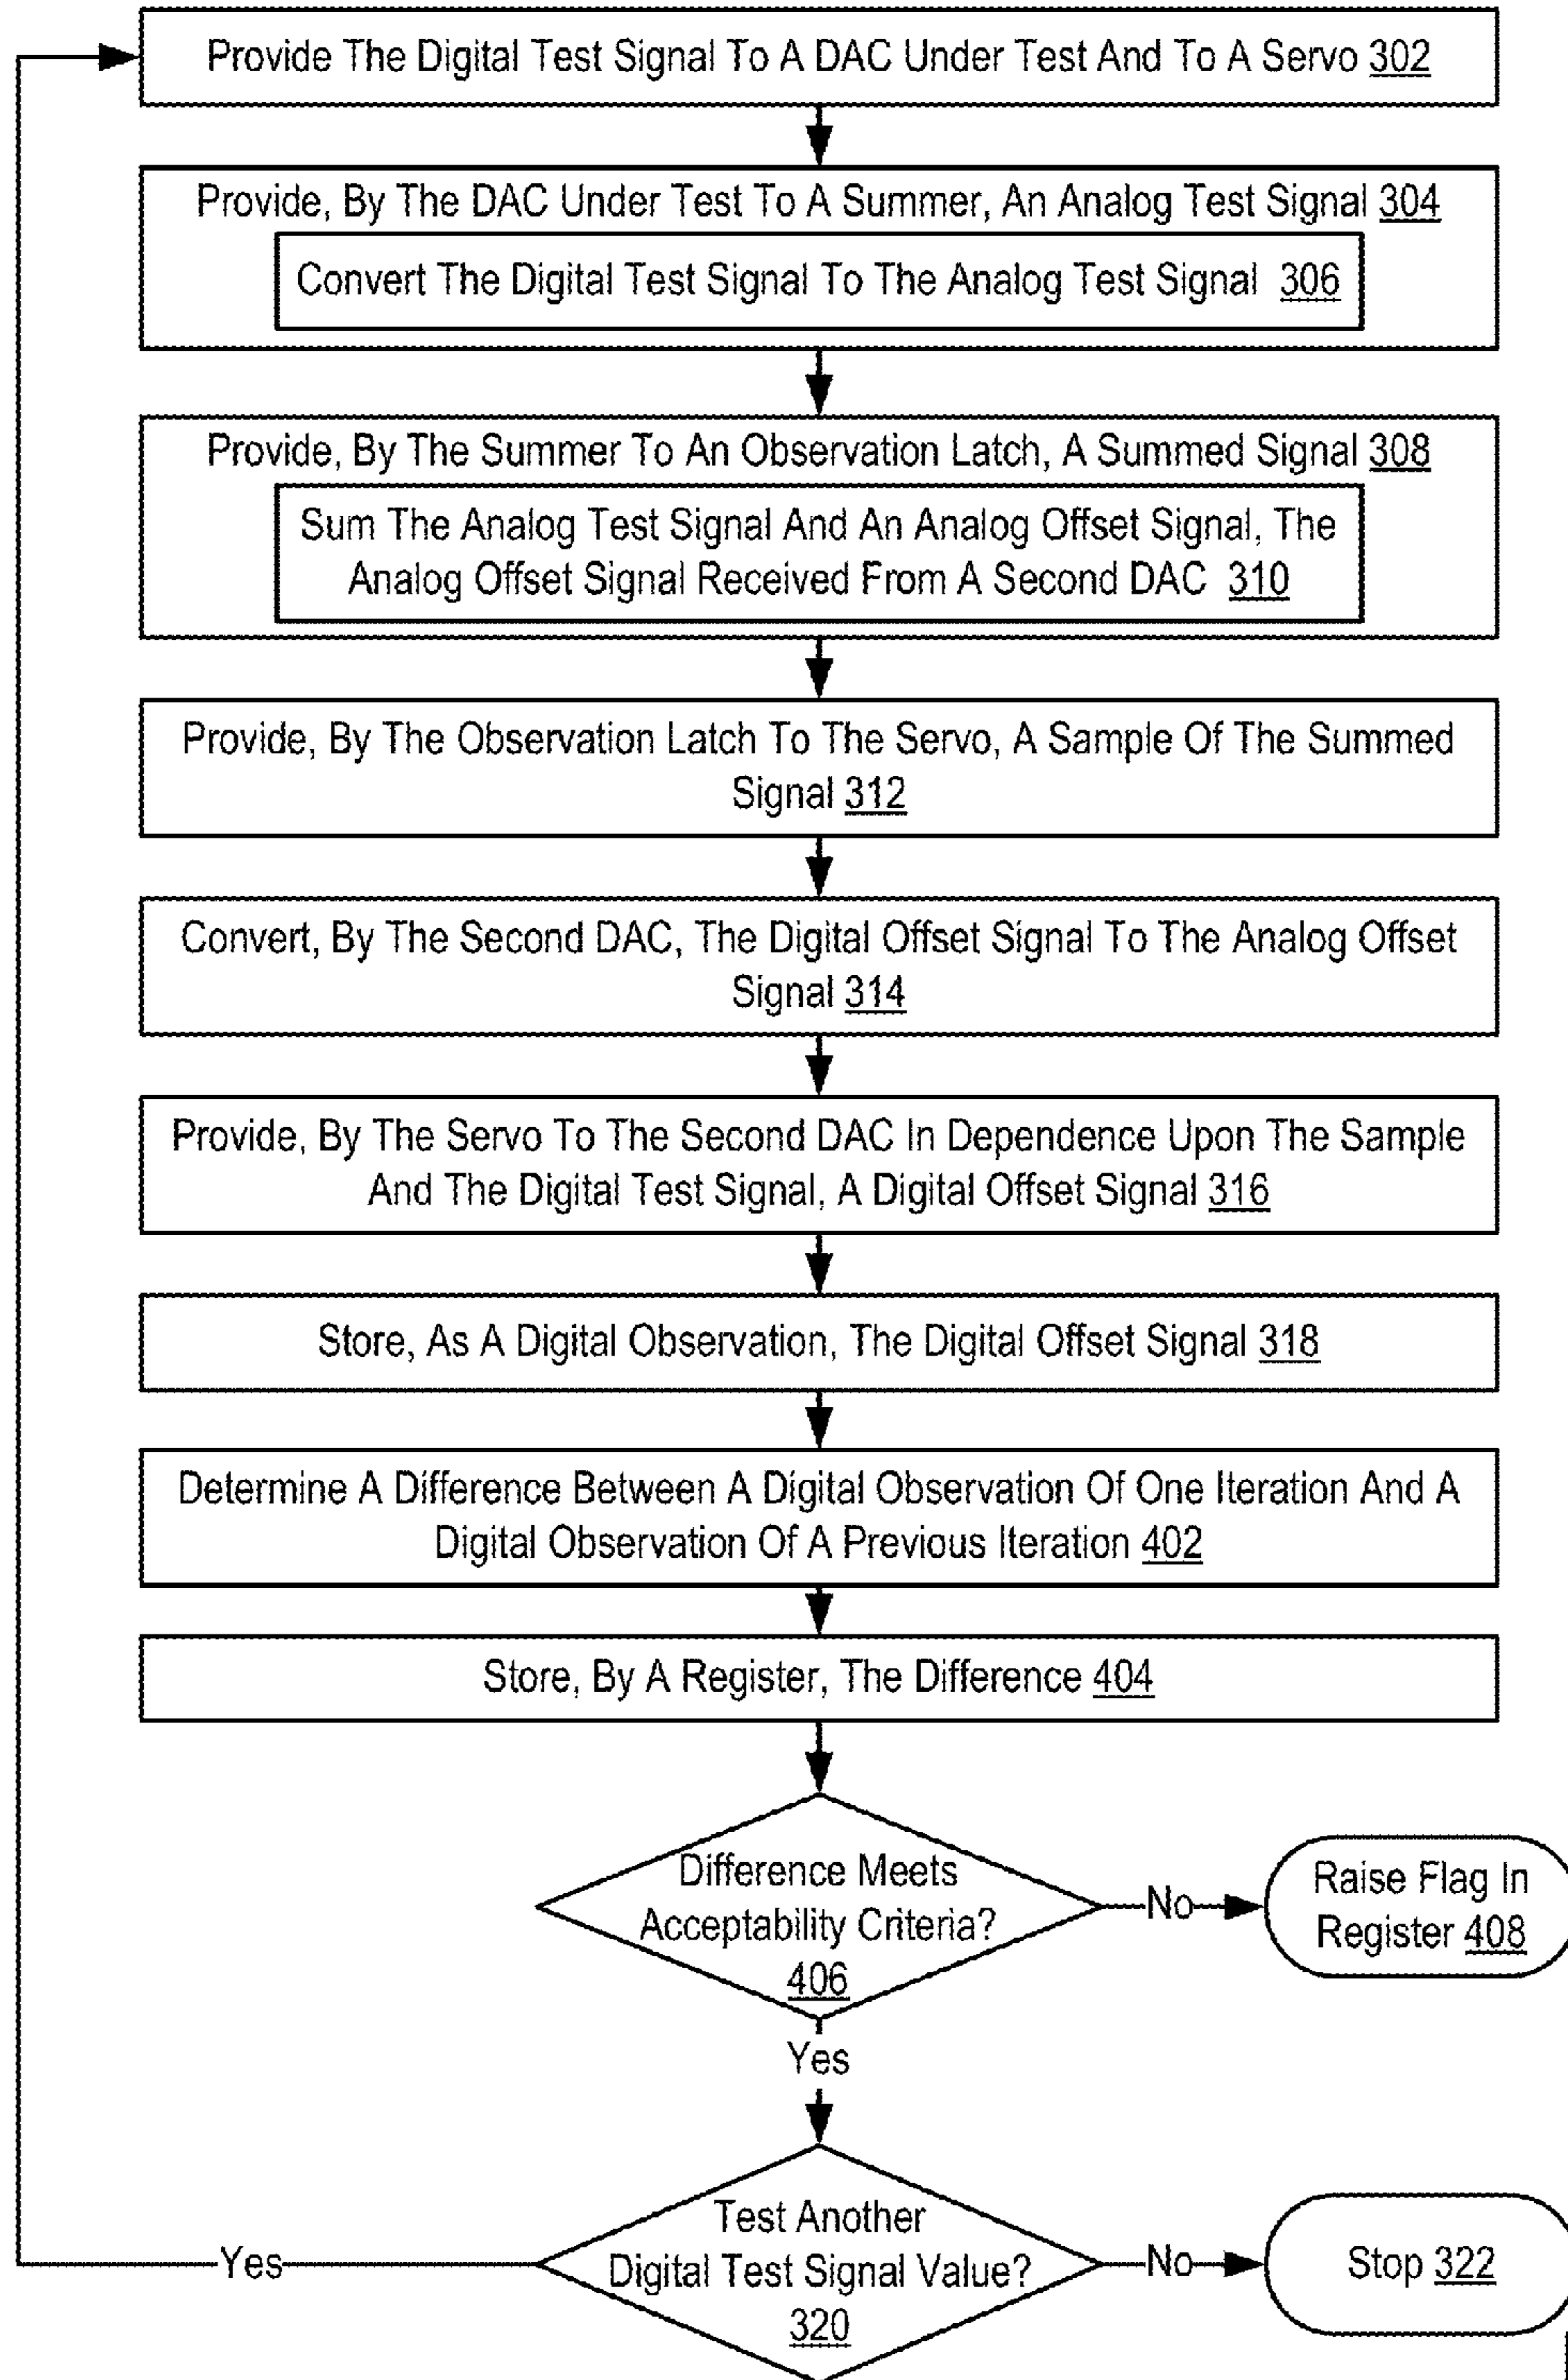 Provide The Digital Test Signal To A DAC Under Test And To A Servo 302
Provide, By The DAC Under Test To A Summer, An Analog Test Signal 304
Convert The Digital Test Signal To The Analog Test Signal 306
Provide, By The Summer To An Observation Latch, A Summed Signal 308
Sum The Analog Test Signal And An Analog Offset Signal, The
Analog Offset Signal Received From A Second DAC 310
Provide, By The Observation Latch To The Servo, A Sample Of The Summed
Signal 312
Convert, By The Second DAC, The Digital Offset Signal To The Analog Offset
Signal 314
Provide, By The Servo To The Second DAC In Dependence Upon The Sample
And The Digital Test Signal, A Digital Offset Signal 316
Store, As A Digital Observation, The Digital Offset Signal 318
Determine A Difference Between A Digital Observation Of One Iteration And A
Digital Observation Of A Previous Iteration 402
Store, By A Register, The Difference 404
Difference Meets
Acceptability Criteria?
406
No
Raise Flag In
Register 408
Yes
Test Another
Digital Test Signal Value?
320
Yes
No
Stop 322